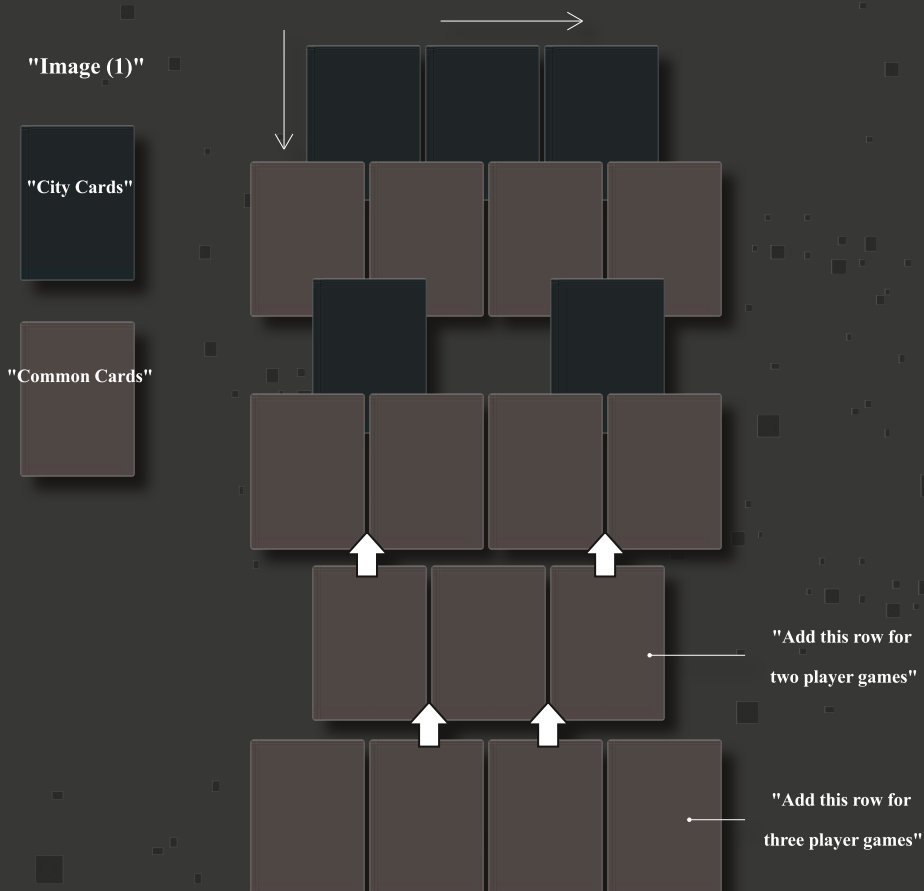 "Image (1)"
"City Cards"
"Common Cards"
"Add this row for
two player games"
"Add this row for
three player games"